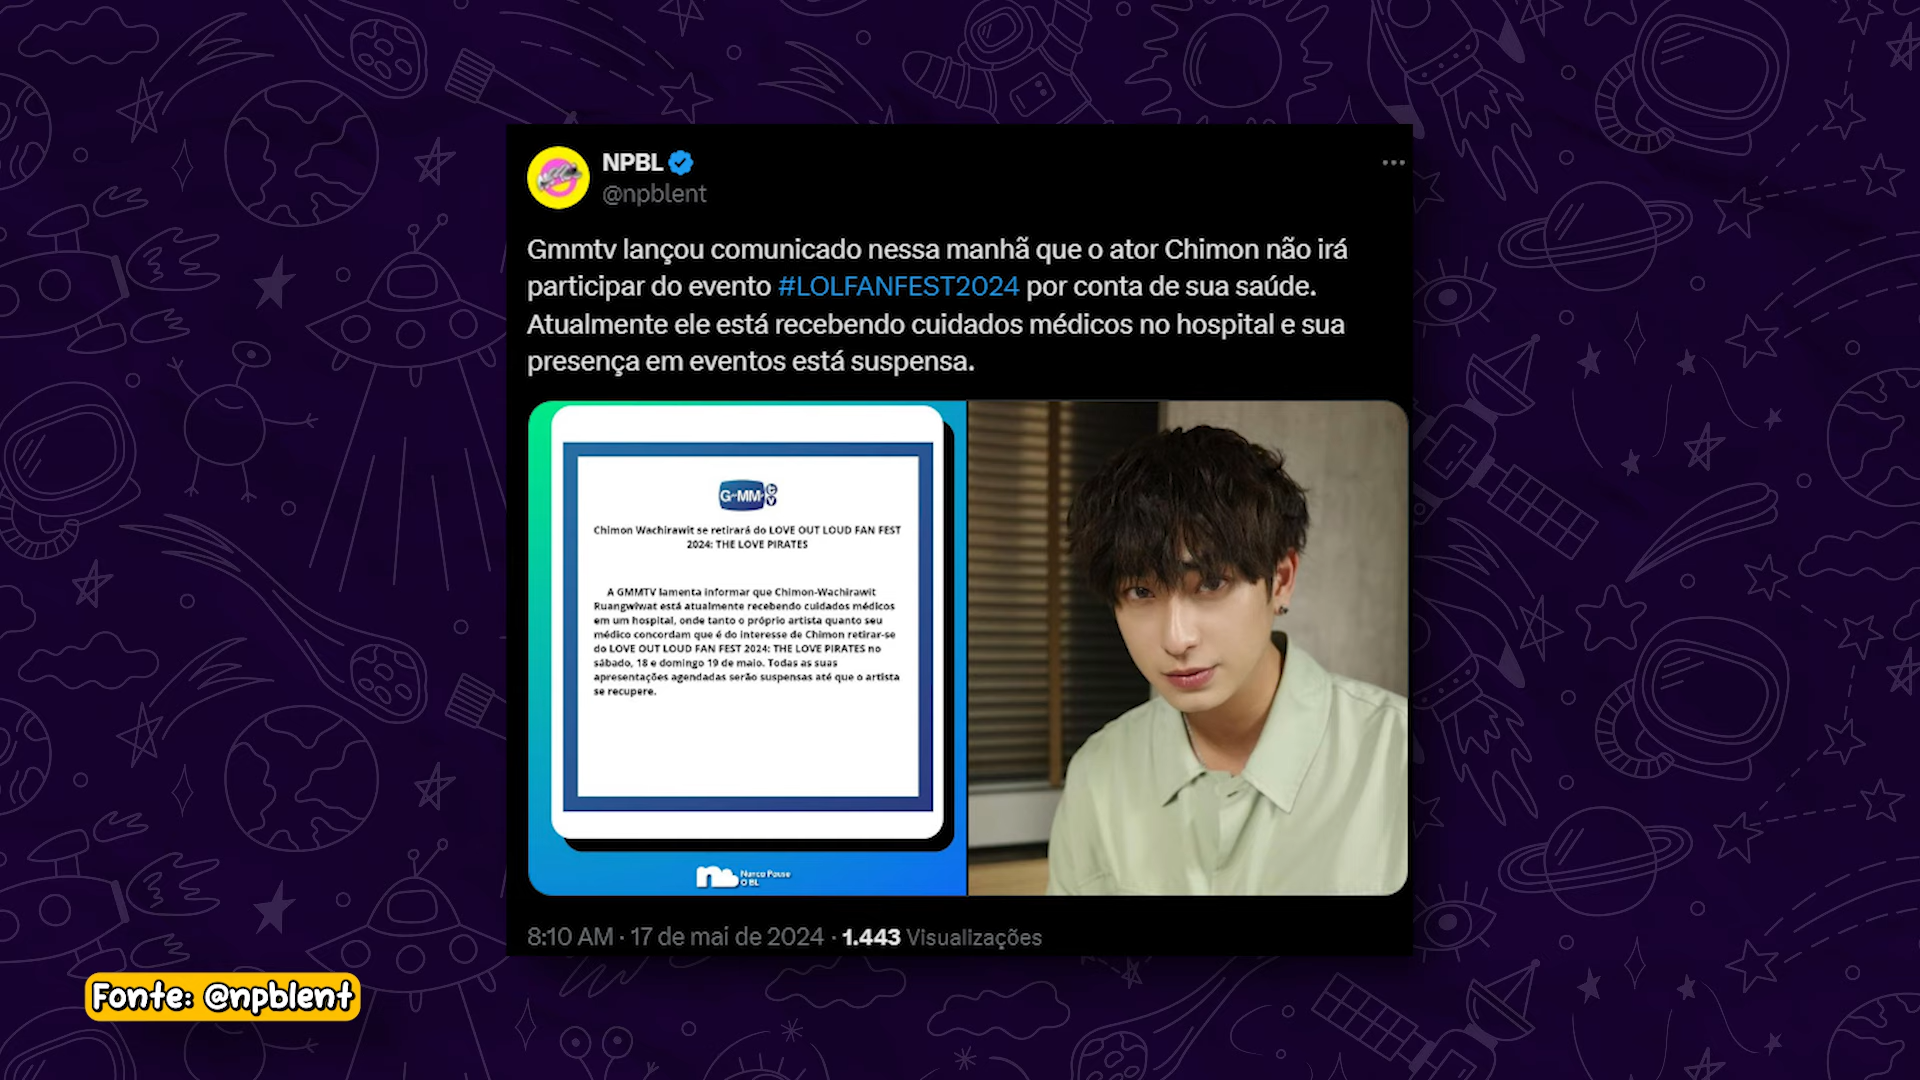 NPBL
@npblent
Gmmtv lançou comunicado nessa manhã que o ator Chimon não irá
participar do evento #LOLFANFEST2024 por conta de sua saúde.
Atualmente ele está recebendo cuidados médicos no hospital e sua
presença em eventos está suspensa.
GMM TV
Chimon Wachirawit se retirará do LOVE OUT LOUD FAN FEST
2024: THE LOVE PIRATES
A GMMTV lamenta informar que Chimon-Wachirawit
Ruangwiwat está atualmente recebendo cuidados médicos
em um hospital, onde tanto o próprio artista quanto seu
médico concordam que é do interesse de Chimon retirar-se
do LOVE OUT LOUD FAN FEST 2024: THE LOVE PIRATES no
sábado, 18 e domingo 19 de maio. Todas as suas
apresentações agendadas serão suspensas até que o artista
se recupere.
Nunca Pause
O BL
8:10 AM · 17 de mai de 2024 · 1.443 Visualizações
Fonte: @npblent